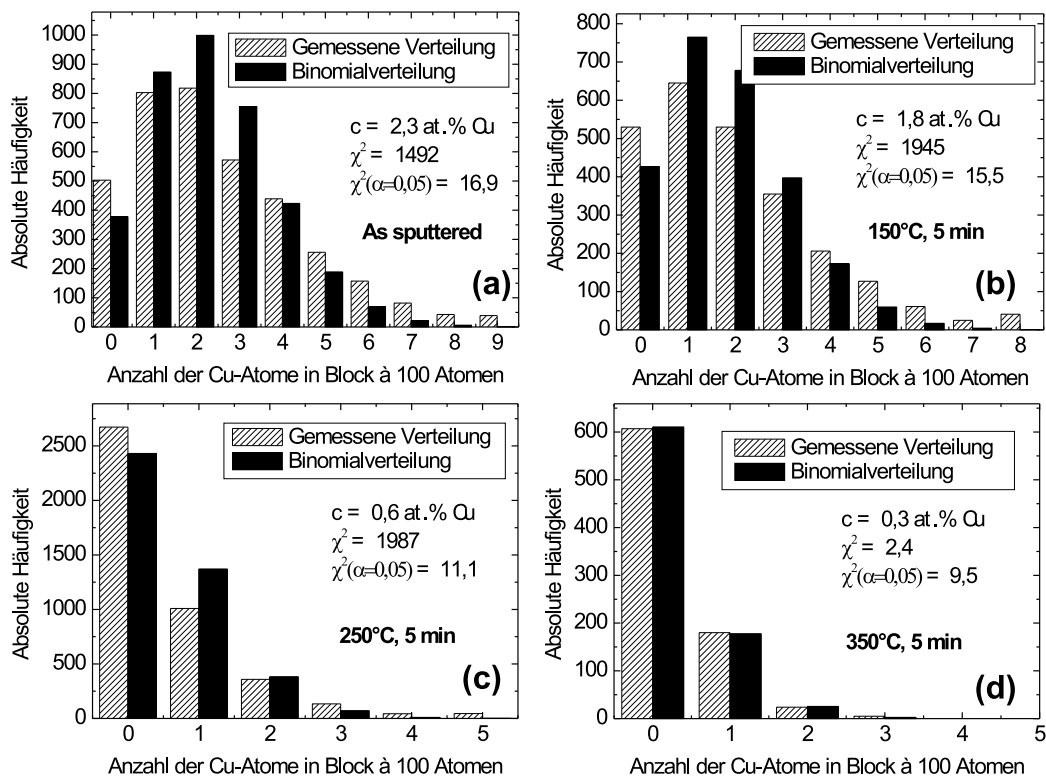 1000
900
800
700
600
500
400
300
200
100
0
Absolute Häufigkeit
Gemessene Verteilung
Binomialverteilung
c = 2,3 at.% Cu
χ² = 1492
χ²(α=0,05) = 16,9
As sputtered
(a)
0 1 2 3 4 5 6 7 8 9
Anzahl der Cu-Atome in Block à 100 Atomen
800
700
600
500
400
300
200
100
0
Absolute Häufigkeit
Gemessene Verteilung
Binomialverteilung
c = 1,8 at.% Cu
χ² = 1945
χ²(α=0,05) = 15,5
150°C, 5 min
(b)
0 1 2 3 4 5 6 7 8
Anzahl der Cu-Atome in Block à 100 Atomen
2500
2000
1500
1000
500
0
Absolute Häufigkeit
Gemessene Verteilung
Binomialverteilung
c = 0,6 at.% Cu
χ² = 1987
χ²(α=0,05) = 11,1
250°C, 5 min
(c)
0 1 2 3 4 5
Anzahl der Cu-Atome in Block à 100 Atomen
600
500
400
300
200
100
0
Absolute Häufigkeit
Gemessene Verteilung
Binomialverteilung
c = 0,3 at.% Cu
χ² = 2,4
χ²(α=0,05) = 9,5
350°C, 5 min
(d)
0 1 2 3 4 5
Anzahl der Cu-Atome in Block à 100 Atomen